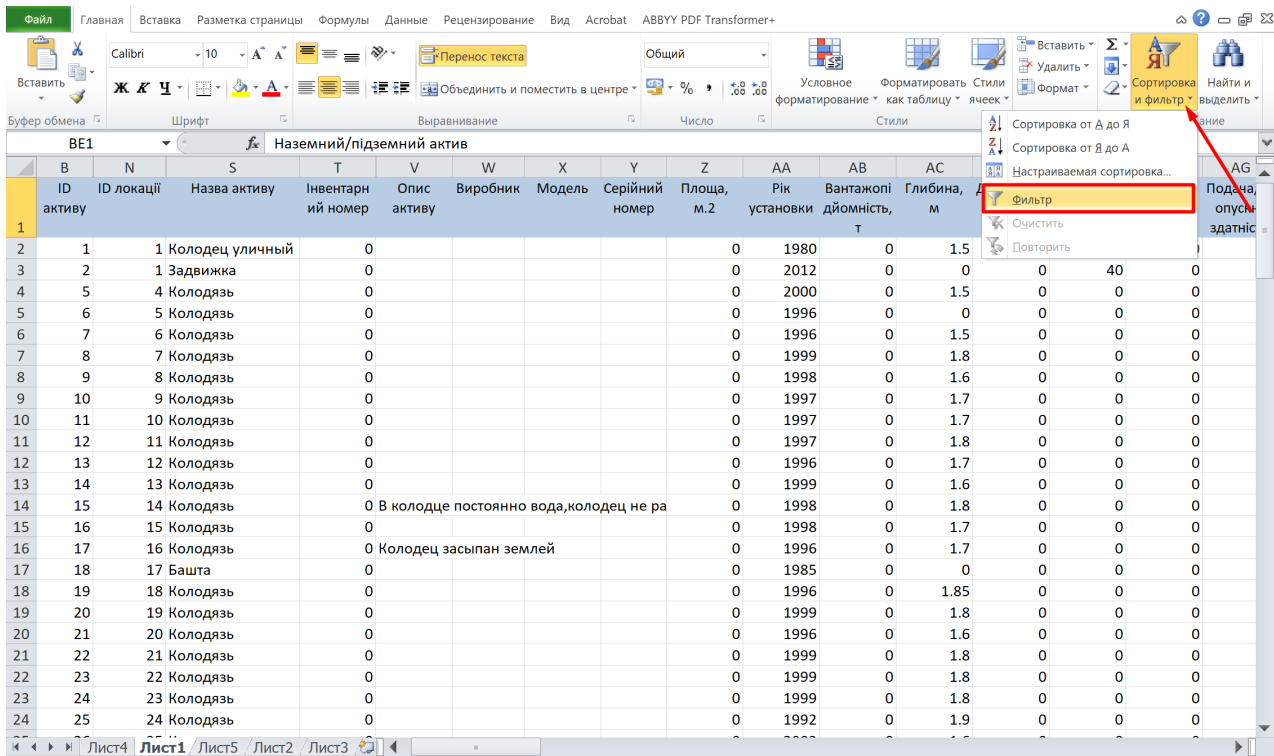 Файл Главная Вставка Разметка страницы Формулы Данные Рецензирование Вид Acrobat ABBYY PDF Transformer+
Вставить
Буфер обмена
Calibri 10
Ж К Ч
Шрифт
Перенос текста
Объединить и поместить в центре
Выравнивание
Общий
% 000
Число
Условное форматирование
Форматировать как таблицу
Стили ячеек
Стили
Вставить
Удалить
Формат
Σ
Сортировка и фильтр
Найти и выделить
Сортировка от А до Я
Сортировка от Я до А
Настраиваемая сортировка...
Фильтр
Очистить
Повторить
BE1 fx Наземний/підземний актив
B N S T V W X Y Z AA AB AC AG
1 ID активу ID локації Назва активу Інвентарн ий номер Опис активу Виробник Модель Серійний номер Площа, м.2 Рік установки Вантажопі дйомність, т Глибина, м
2 1 1 Колодец уличный 0 0 1980 0 1.5
3 2 1 Задвижка 0 0 2012 0 0 0 40 0
4 5 4 Колодязь 0 0 2000 0 1.5 0 0 0
5 6 5 Колодязь 0 0 1996 0 0 0 0 0
6 7 6 Колодязь 0 0 1996 0 1.5 0 0 0
7 8 7 Колодязь 0 0 1999 0 1.8 0 0 0
8 9 8 Колодязь 0 0 1998 0 1.6 0 0 0
9 10 9 Колодязь 0 0 1997 0 1.7 0 0 0
10 11 10 Колодязь 0 0 1997 0 1.7 0 0 0
11 12 11 Колодязь 0 0 1997 0 1.8 0 0 0
12 13 12 Колодязь 0 0 1996 0 1.7 0 0 0
13 14 13 Колодязь 0 0 1999 0 1.6 0 0 0
14 15 14 Колодязь 0 В колодце постоянно вода,колодец не ра 0 1998 0 1.8 0 0 0
15 16 15 Колодязь 0 0 1998 0 1.7 0 0 0
16 17 16 Колодязь 0 Колодец засыпан землей 0 1996 0 1.7 0 0 0
17 18 17 Башта 0 0 1985 0 0 0 0 0
18 19 18 Колодязь 0 0 1996 0 1.85 0 0 0
19 20 19 Колодязь 0 0 1999 0 1.8 0 0 0
20 21 20 Колодязь 0 0 1996 0 1.6 0 0 0
21 22 21 Колодязь 0 0 1999 0 1.8 0 0 0
22 23 22 Колодязь 0 0 1999 0 1.8 0 0 0
23 24 23 Колодязь 0 0 1999 0 1.8 0 0 0
24 25 24 Колодязь 0 0 1992 0 1.9 0 0 0
Лист4 Лист1 Лист5 Лист2 Лист3